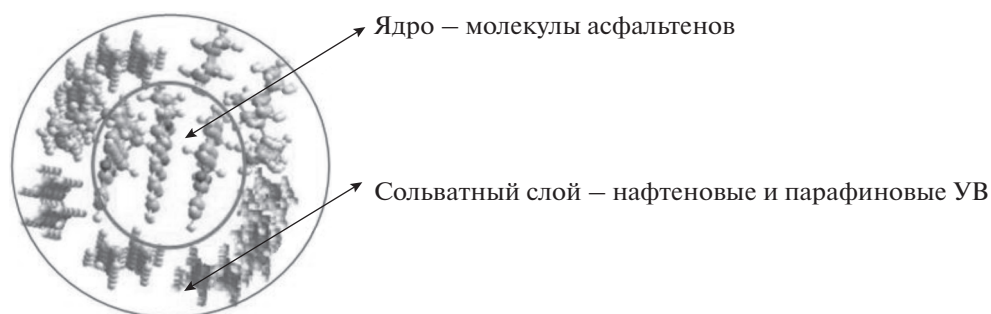 Ядро – молекулы асфальтенов
Сольватный слой – нафтеновые и парафиновые УВ